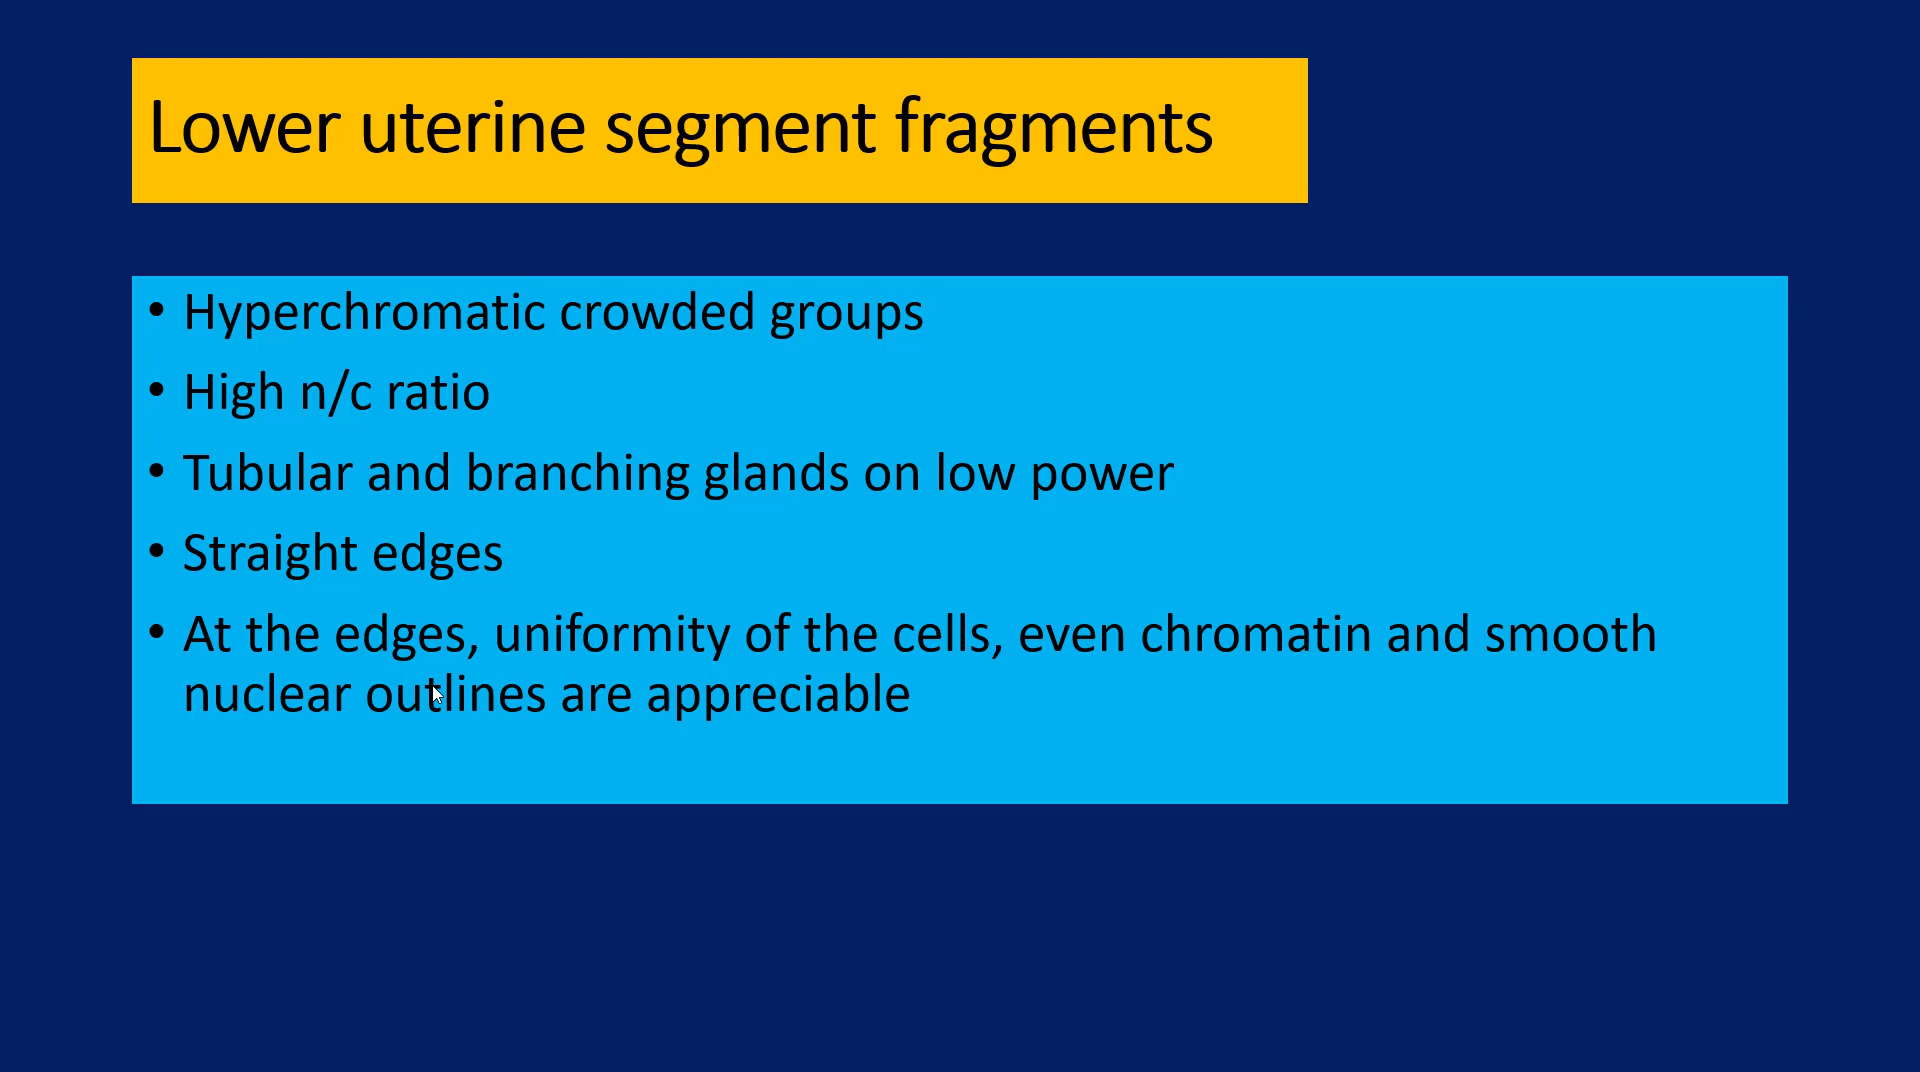 Lower uterine segment fragments
• Hyperchromatic crowded groups
• High n/c ratio
• Tubular and branching glands on low power
• Straight edges
• At the edges, uniformity of the cells, even chromatin and smooth
nuclear outlines are appreciable